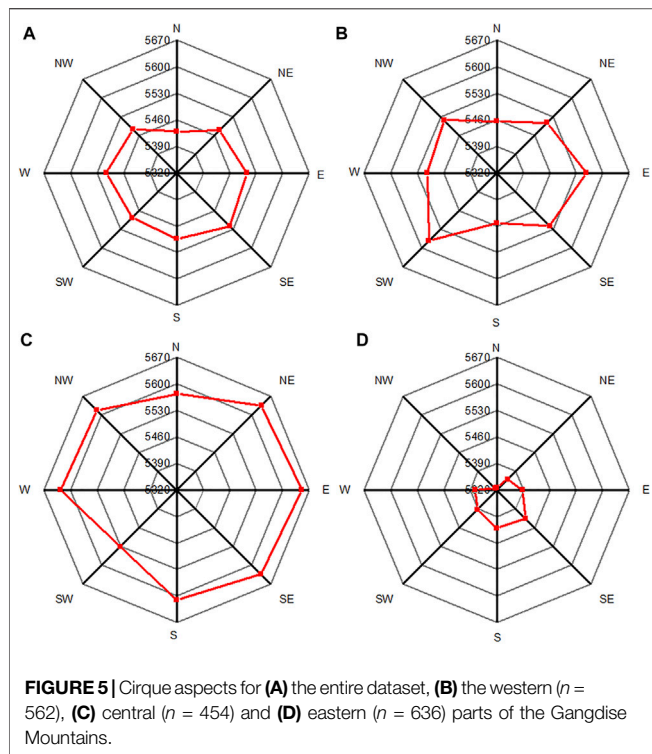 A
N
NW
NE
5670
5600
5530
5460
5390
5320
W
E
SW
SE
S
B
N
NW
NE
5670
5600
5530
5460
5390
5320
W
E
SW
SE
S
C
N
NW
NE
5670
5600
5530
5460
5390
5320
W
E
SW
SE
S
D
N
NW
NE
5670
5600
5530
5460
5390
5320
W
E
SW
SE
S
FIGURE 5 | Cirque aspects for (A) the entire dataset, (B) the western (n =
562), (C) central (n = 454) and (D) eastern (n = 636) parts of the Gangdise
Mountains.